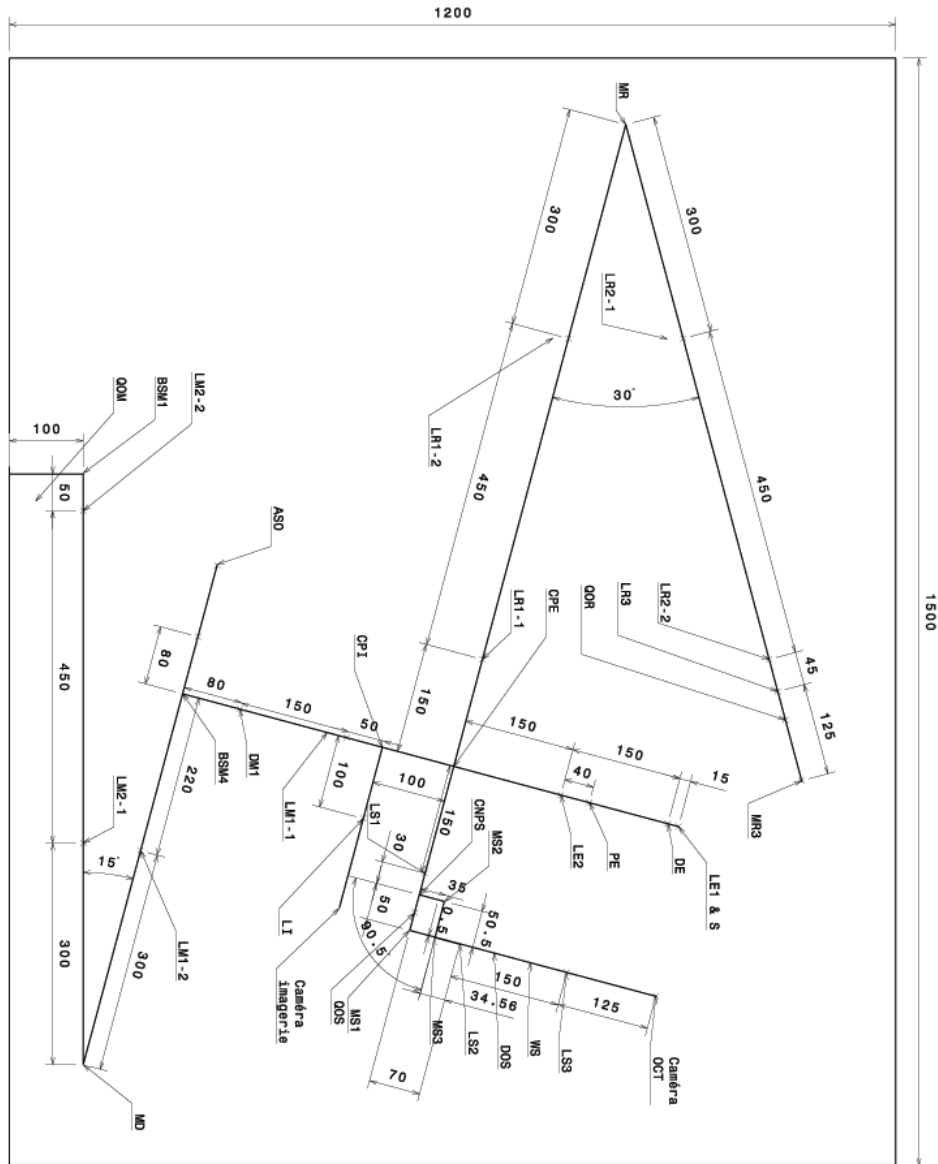 1200
MR
300
300
LR2-1
30°
LR1-2
100
QOM
BSM1
LM2-2
450
450
50
ASO
1500
LR1-1
CPE
QOR
LR3
LR2-2
45
80
CPI
80
150
50
150
150
150
125
15
40
BSM4
DM1
220
100
100
450
LM2-1
LM1-1
LS1
150
CNPS
MS2
LE2
PE
DE
LE1 & S
MR3
30
35
15°
LI
50
0.5
50.5
90.5°
LM1-2
300
300
Caméra
imagerie
QOS
MS1
150
34.56
125
MS3
LS2
DOS
WS
LS3
Caméra
OCT
70
MD